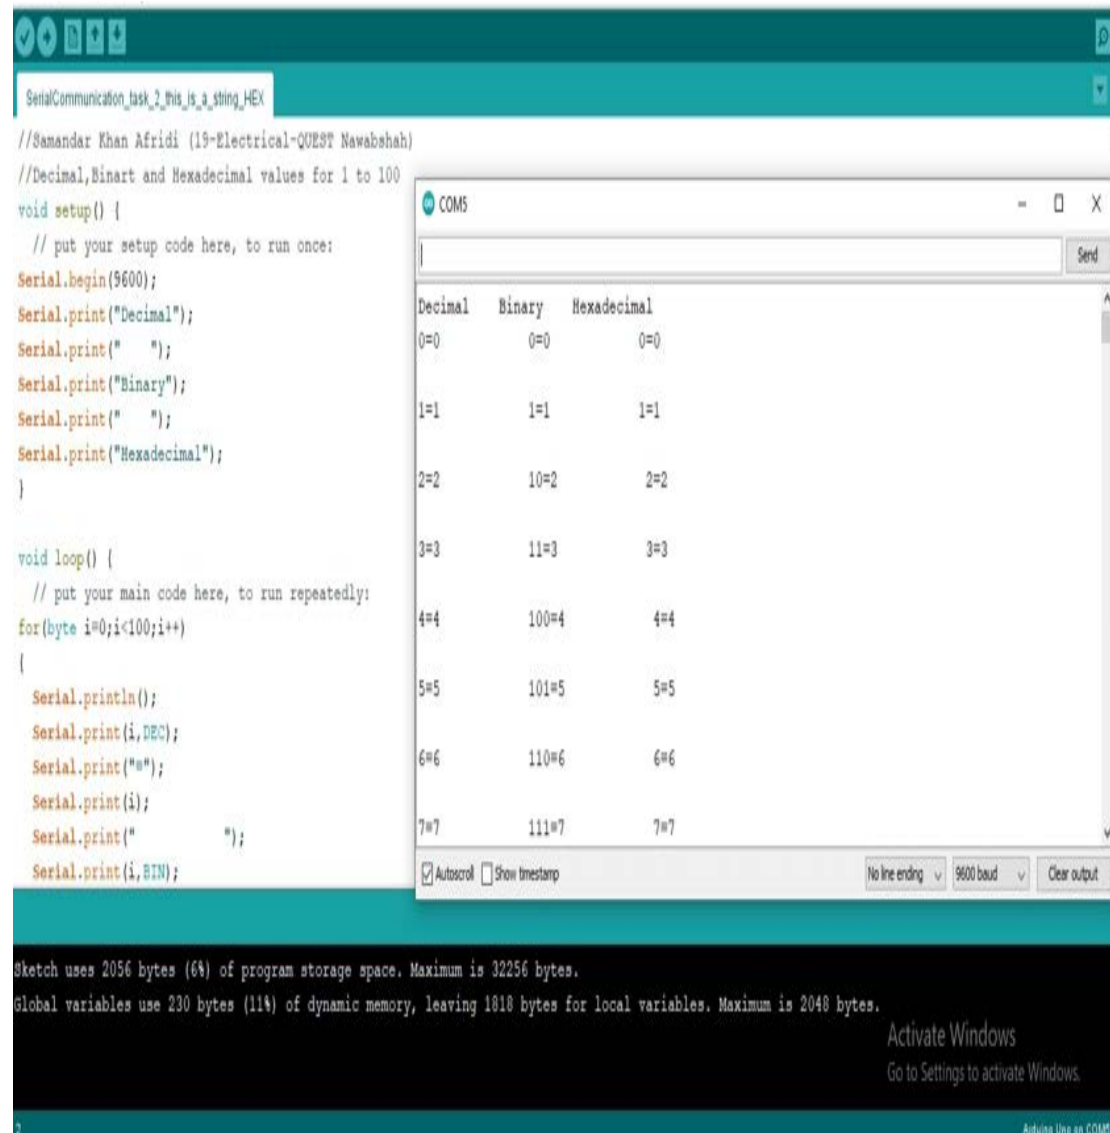 SerialCommunication_task_2_this_is_a_string_HEX
//Samandar Khan Afridi (19-Electrical-QUEST Nawabshah)
//Decimal,Binart and Hexadecimal values for 1 to 100
void setup() {
  // put your setup code here, to run once:
Serial.begin(9600);
Serial.print("Decimal");
Serial.print("   ");
Serial.print("Binary");
Serial.print("   ");
Serial.print("Hexadecimal");
}
void loop() {
  // put your main code here, to run repeatedly:
for(byte i=0;i<100;i++)
{
  Serial.println();
  Serial.print(i,DEC);
  Serial.print("=");
  Serial.print(i);
  Serial.print("            ");
  Serial.print(i,BIN);
COM5
Send
Decimal    Binary    Hexadecimal
0=0            0=0            0=0
1=1            1=1            1=1
2=2            10=2            2=2
3=3            11=3            3=3
4=4            100=4            4=4
5=5            101=5            5=5
6=6            110=6            6=6
7=7            111=7            7=7
Autoscroll Show timestamp No line ending 9600 baud Clear output
Sketch uses 2056 bytes (6%) of program storage space. Maximum is 32256 bytes.
Global variables use 230 bytes (11%) of dynamic memory, leaving 1818 bytes for local variables. Maximum is 2048 bytes.
Activate Windows
Go to Settings to activate Windows.
2 Arduino Uno on COM5